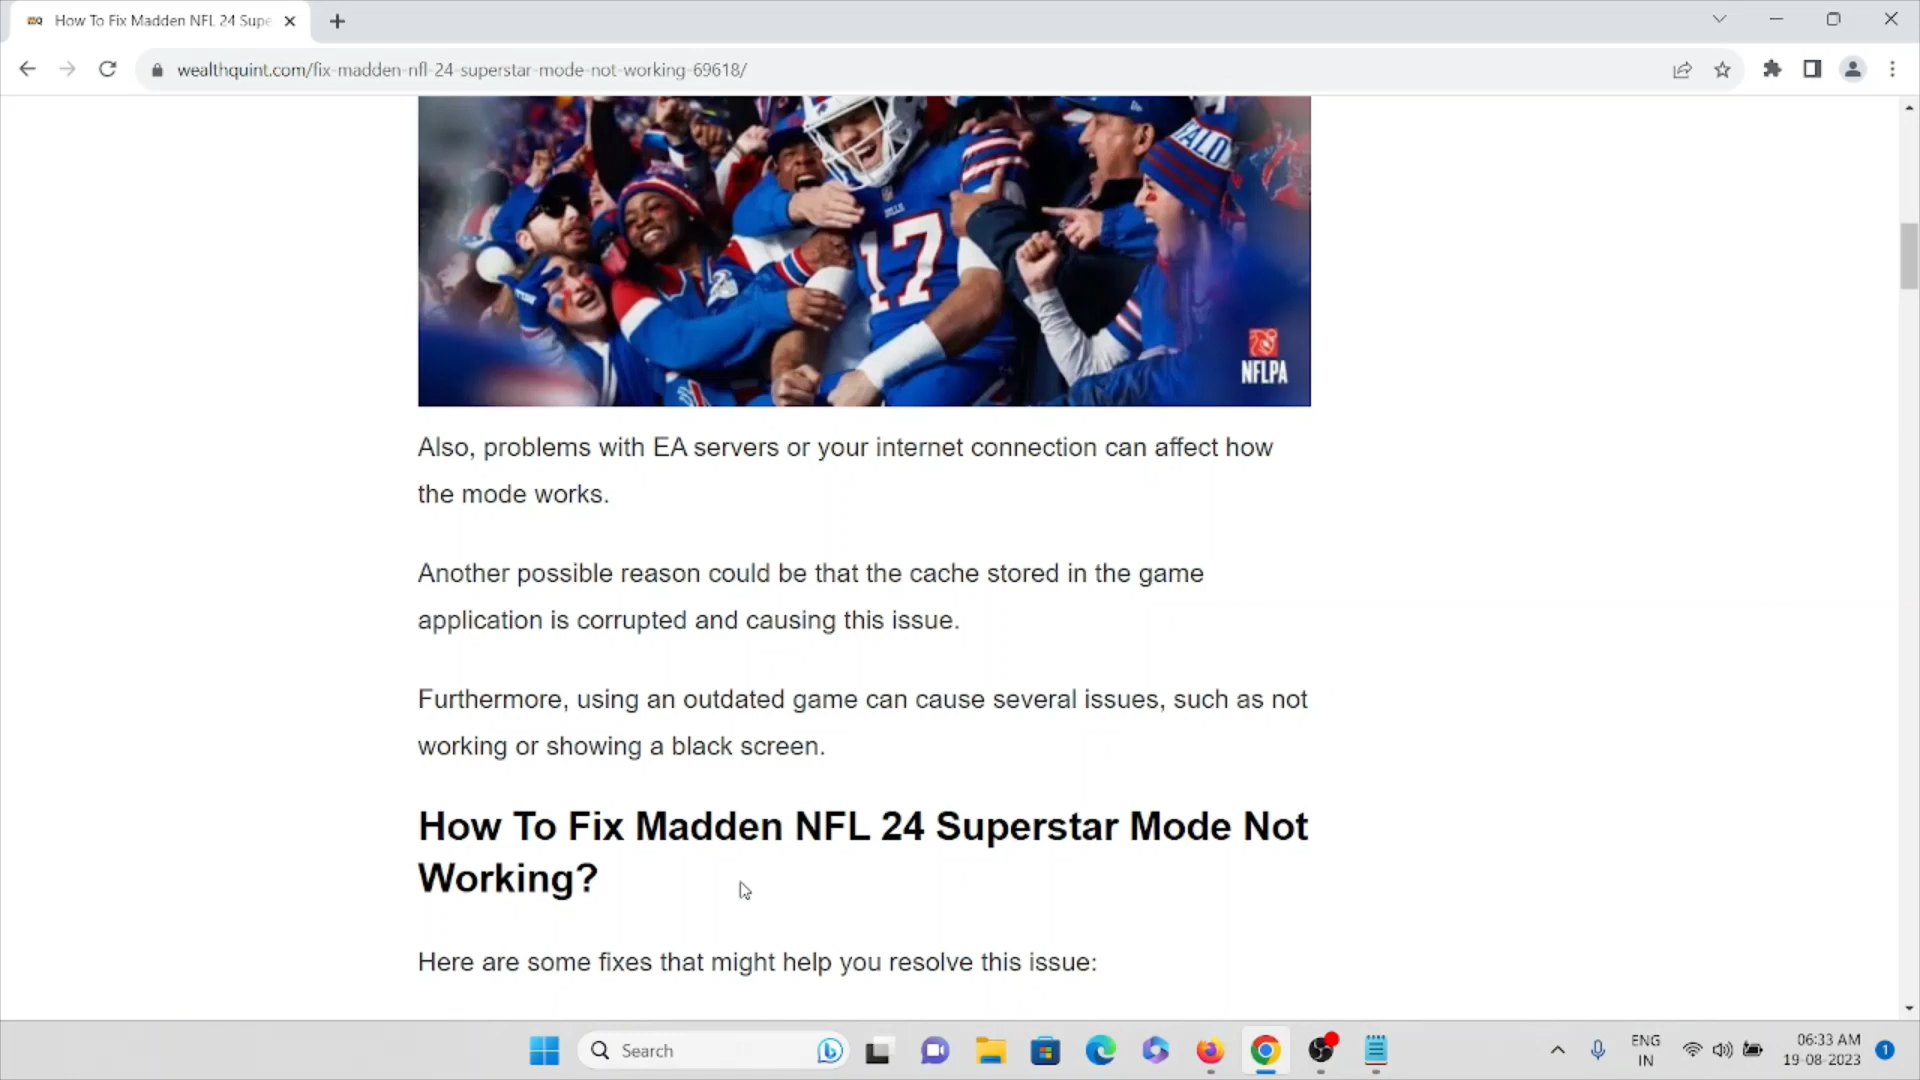 How To Fix Madden NFL 24 Supe
wealthquint.com/fix-madden-nfl-24-superstar-mode-not-working-69618/
BUFFALO
BILLS
17
NFLPA
Also, problems with EA servers or your internet connection can affect how
the mode works.
Another possible reason could be that the cache stored in the game
application is corrupted and causing this issue.
Furthermore, using an outdated game can cause several issues, such as not
working or showing a black screen.
How To Fix Madden NFL 24 Superstar Mode Not
Working?
Here are some fixes that might help you resolve this issue:
Search
ENG
IN
06:33 AM
19-08-2023
1